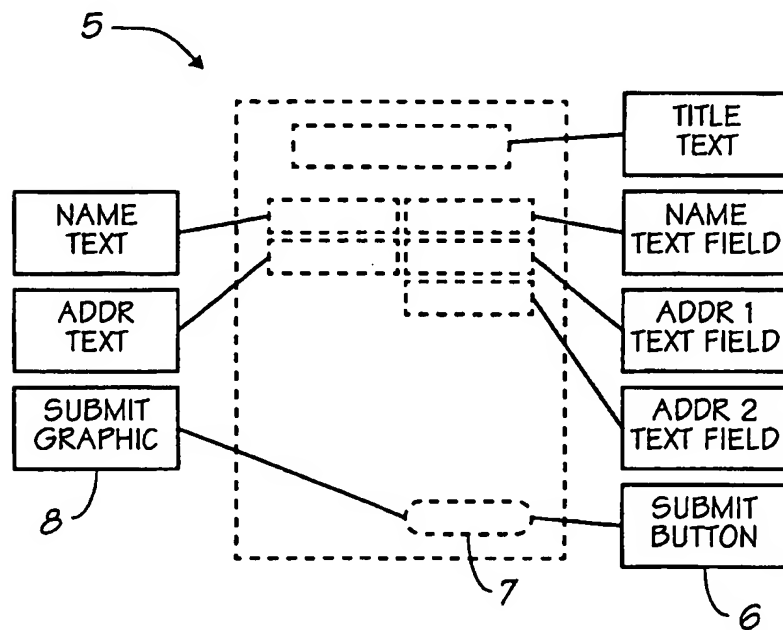 5
TITLE
TEXT
NAME
TEXT
NAME
TEXT FIELD
ADDR
TEXT
ADDR 1
TEXT FIELD
SUBMIT
GRAPHIC
ADDR 2
TEXT FIELD
8
SUBMIT
BUTTON
7
6